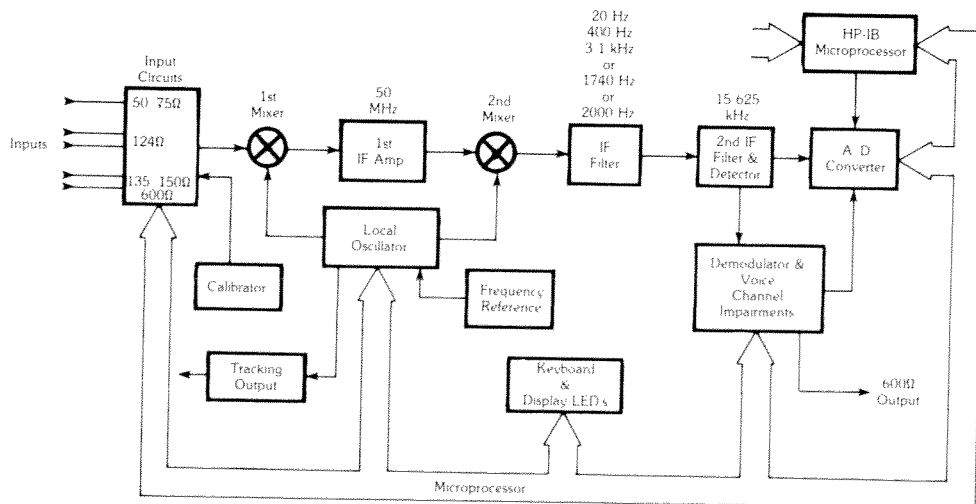 Input
Circuits
50 75Ω
124Ω
135 150Ω
600Ω
Inputs
1st
Mixer
50
MHz
1st
IF Amp
2nd
Mixer
20 Hz
400 Hz
3 1 kHz
or
1740 Hz
or
2000 Hz
IF
Filter
15 625
kHz
2nd IF
Filter &
Detector
HP-IB
Microprocessor
A D
Converter
Local
Oscillator
Calibrator
Frequency
Reference
Demodulator &
Voice
Channel
Impairments
Tracking
Output
Keyboard
&
Display LED s
600Ω
Output
Microprocessor